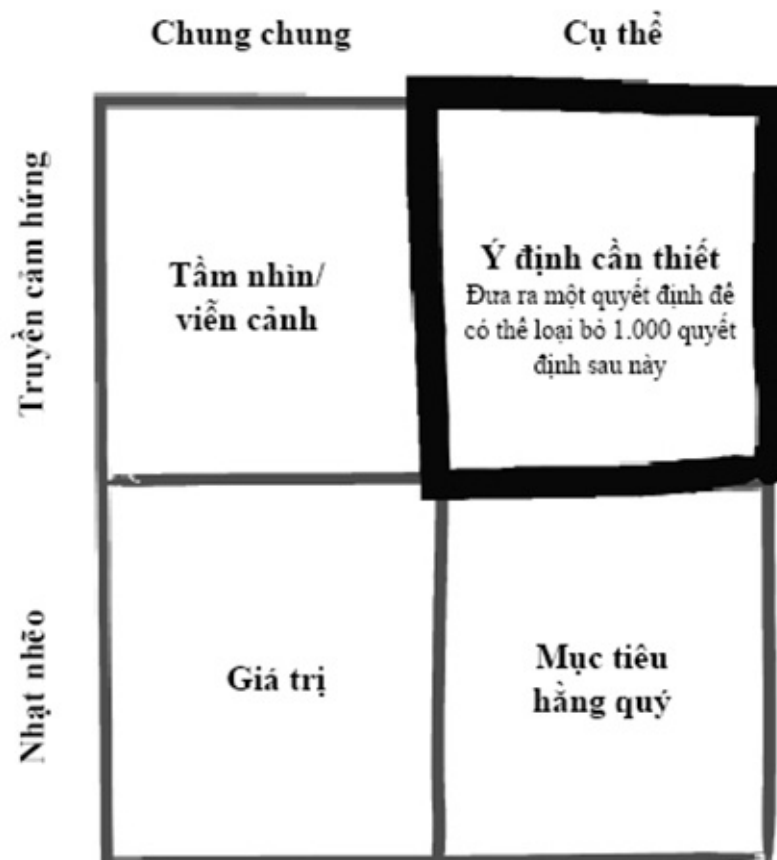 Chung chung
Cụ thể
Truyền cảm hứng
Tầm nhìn/
viễn cảnh
Ý định cần thiết
Đưa ra một quyết định để
có thể loại bỏ 1.000 quyết
định sau này
Nhạt nhẽo
Giá trị
Mục tiêu
hằng quý